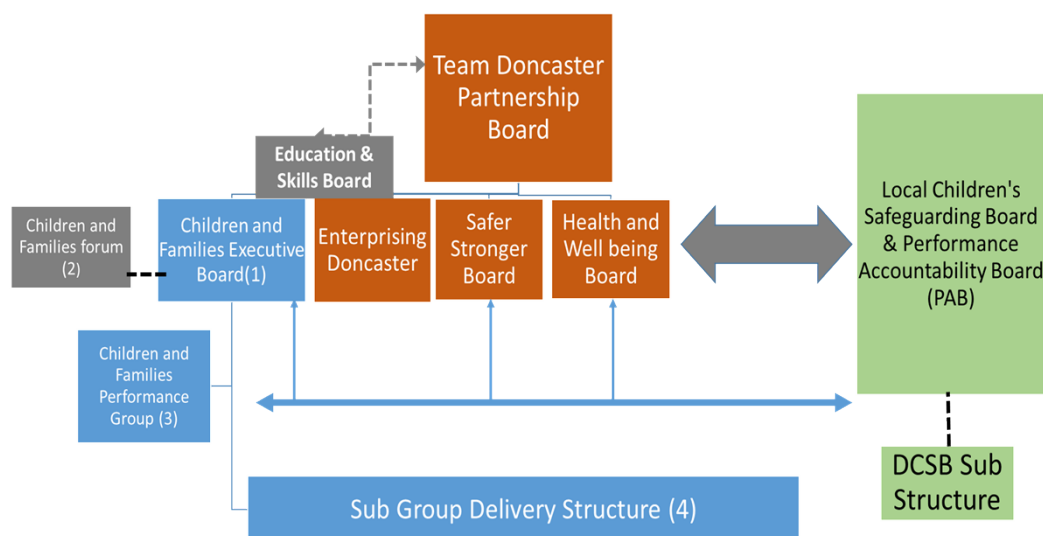 Team Doncaster
Partnership
Board
Education &
Skills Board
Children and
Families forum
(2)
Children and
Families Executive
Board(1)
Enterprising
Doncaster
Safer
Stronger
Board
Health and
Well being
Board
Local Children's
Safeguarding Board
& Performance
Accountability Board
(PAB)
Children and
Families
Performance
Group (3)
DCSB Sub
Structure
Sub Group Delivery Structure (4)